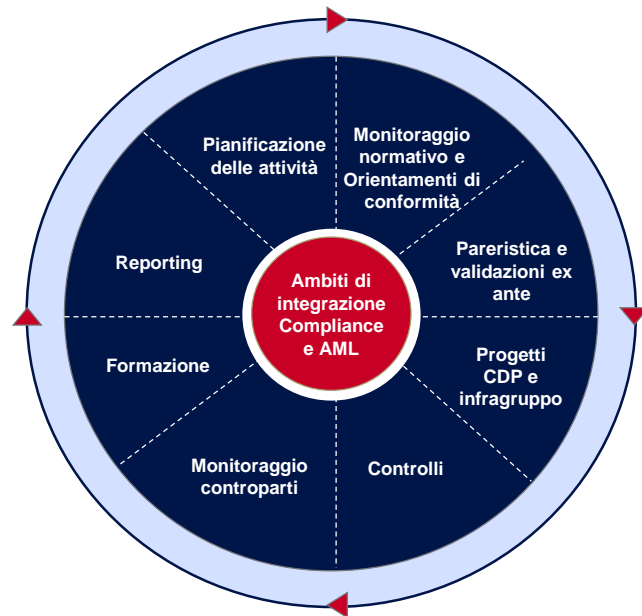 Pianificazione
delle attività
Monitoraggio
normativo e
Orientamenti di
conformità
Pareristica e
validazioni ex
ante
Progetti
CDP e
infragruppo
Controlli
Monitoraggio
controparti
Formazione
Reporting
Ambiti di
integrazione
Compliance
e AML